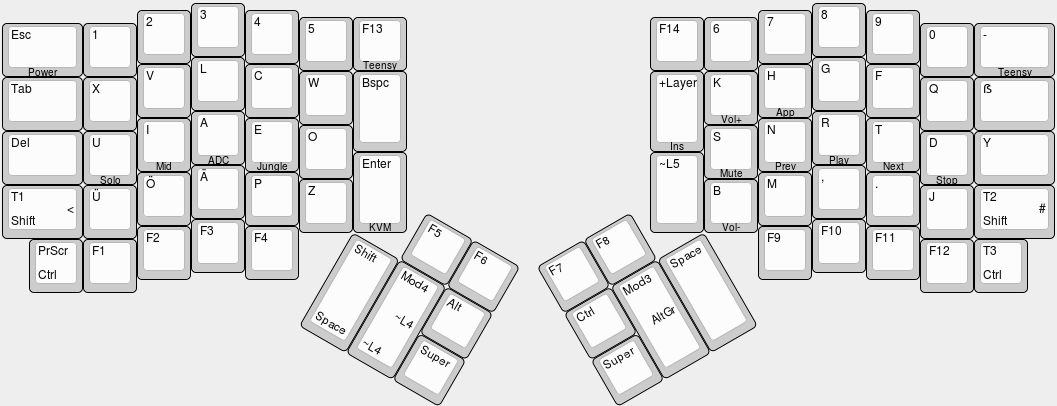 Esc
Power
1
2
3
4
5
F13
Teensy
F14
6
7
8
9
0
-
Teensy
Tab
X
V
L
C
W
Bspc
+Layer
Ins
K
Vol+
H
App
G
F
Q
ß
Del
U
Solo
I
Mid
A
ADC
E
Jungle
O
Enter
KVM
~L5
S
Mute
N
Prev
R
Play
T
Next
D
Stop
Y
T1
<
Shift
Ü
Ö
Ä
P
Z
B
Vol-
M
,
.
J
T2
#
Shift
PrScr
Ctrl
F1
F2
F3
F4
F9
F10
F11
F12
T3
Ctrl
F5
F6
Shift
Space
Mod4
~L4
~L4
Alt
Super
F7
F8
Ctrl
Mod3
AltGr
Space
Super